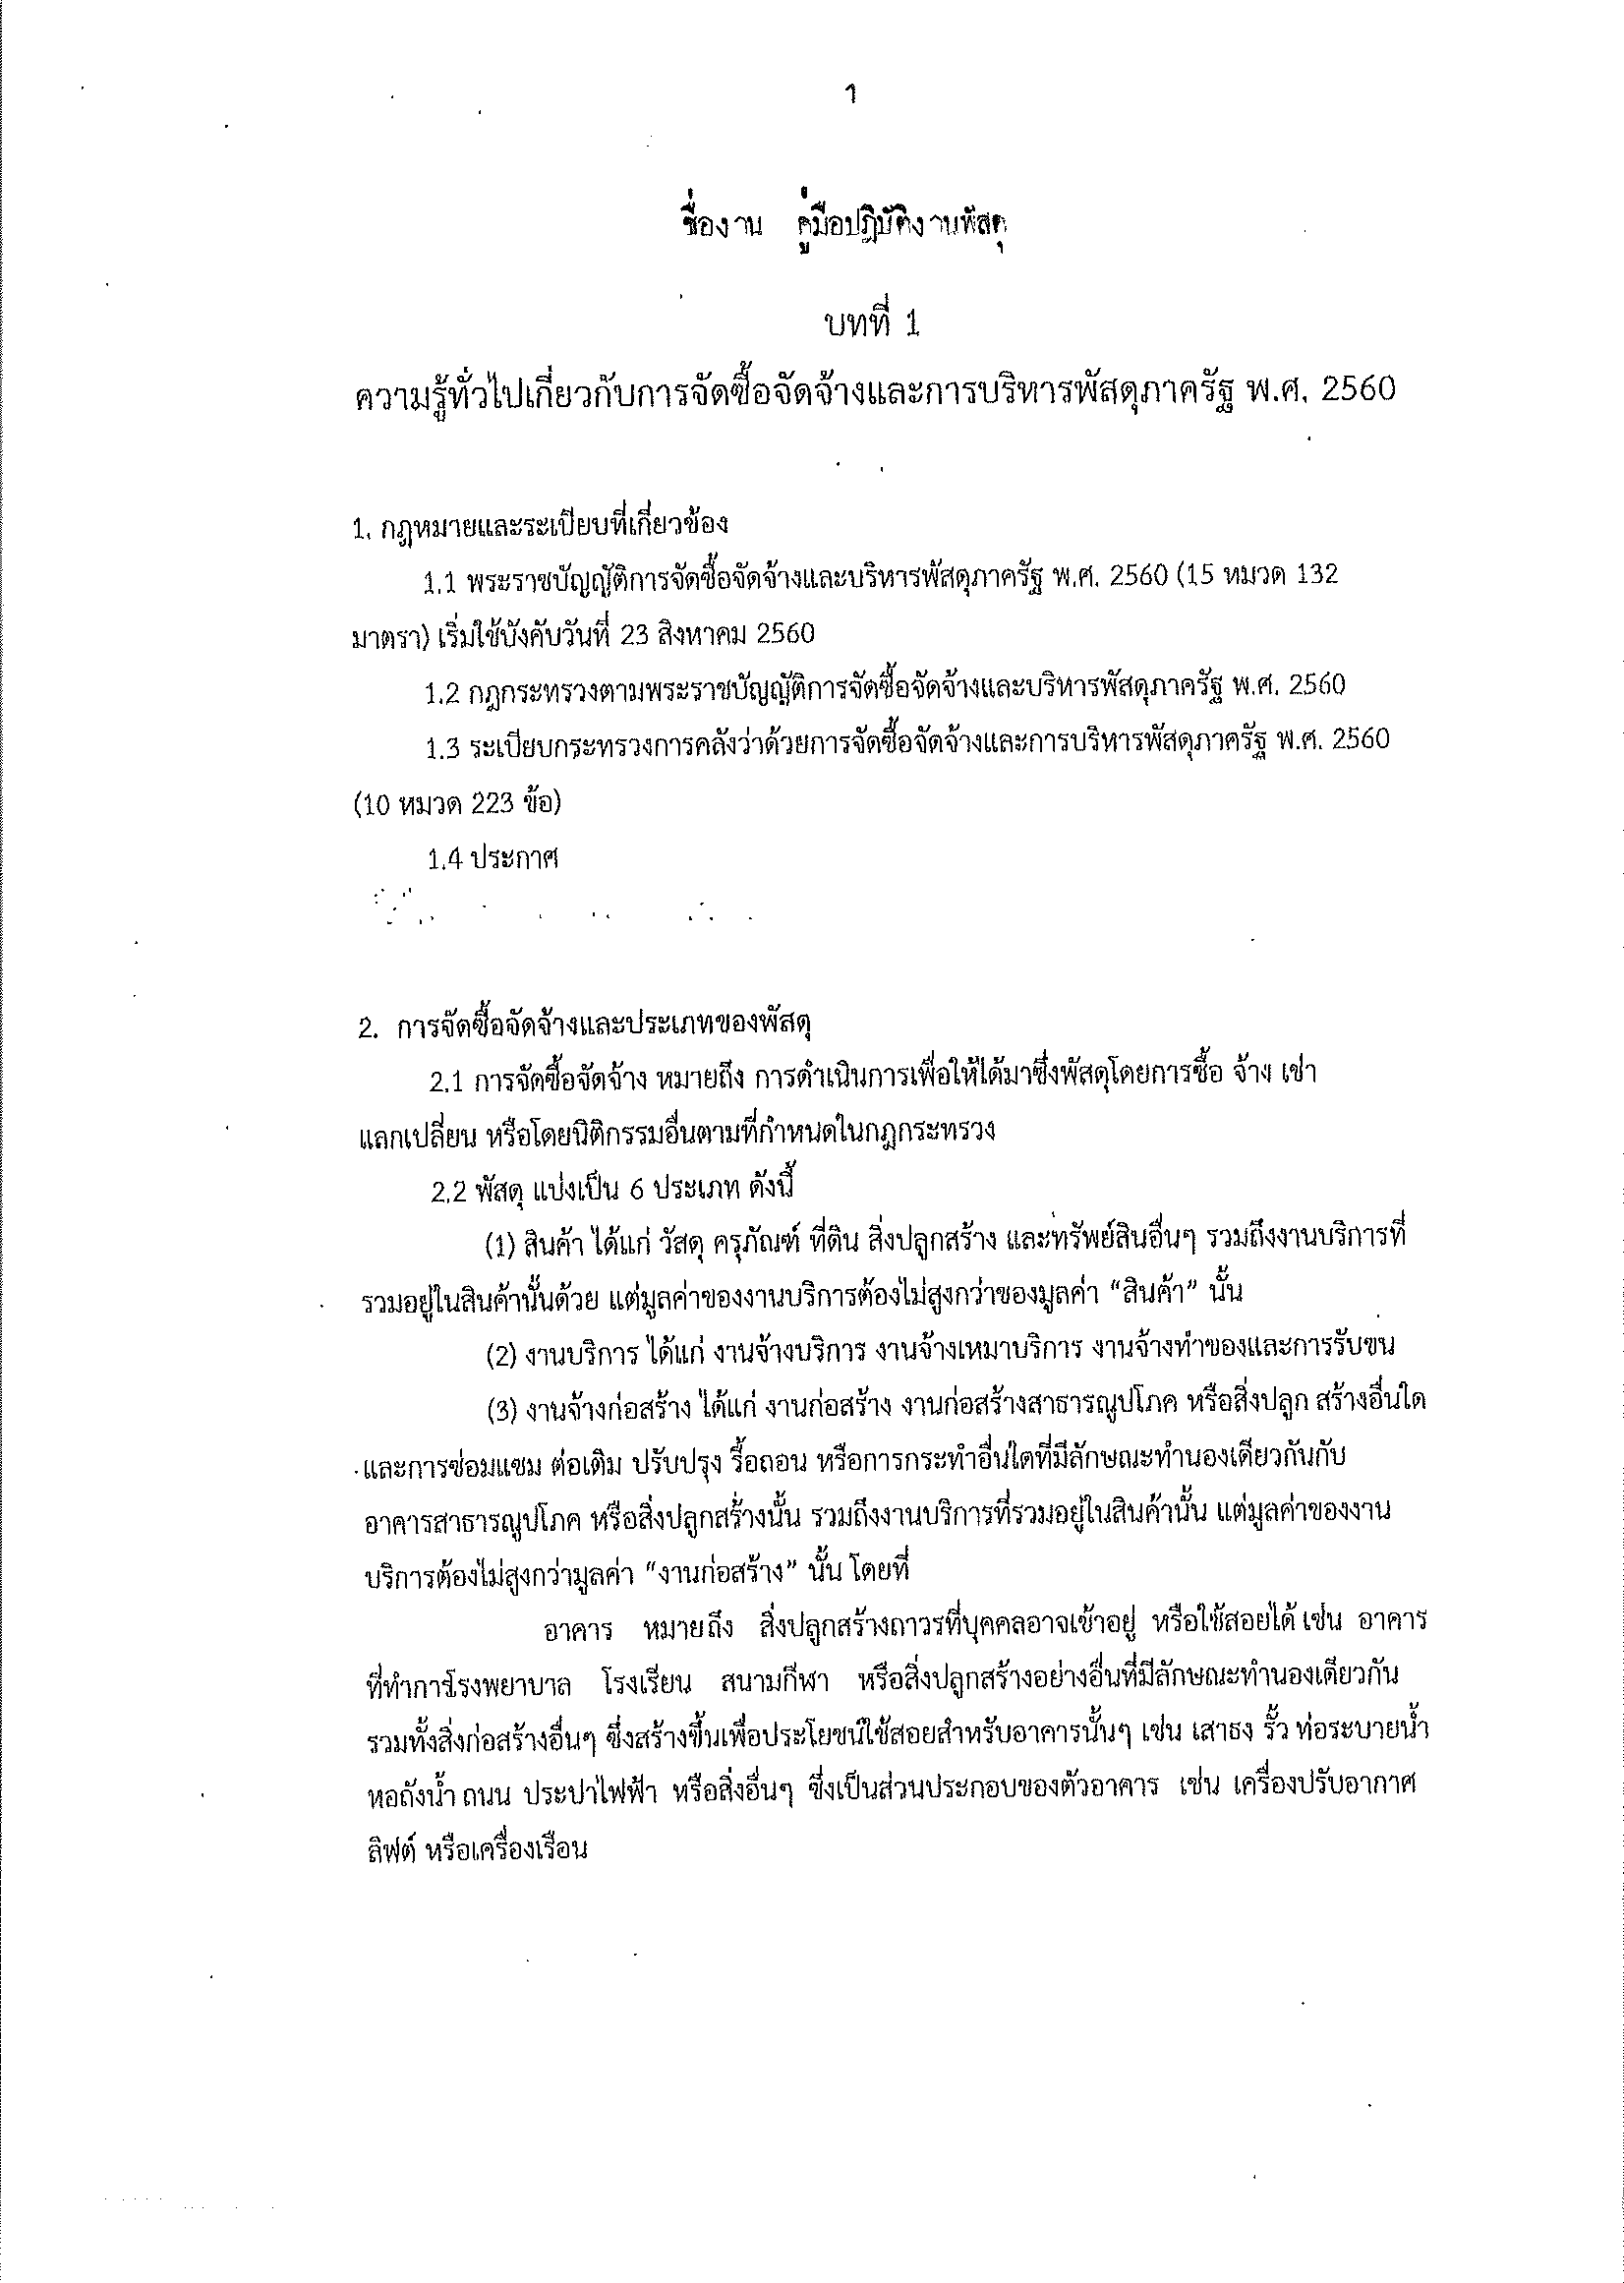 1
ชื่องาน คู่มือปฏิบัติงานพัสดุ
บทที่ 1
ความรู้ทั่วไปเกี่ยวกับการจัดซื้อจัดจ้างและการบริหารพัสดุภาครัฐ พ.ศ. 2560
1. กฎหมายและระเบียบที่เกี่ยวข้อง
1.1 พระราชบัญญัติการจัดซื้อจัดจ้างและบริหารพัสดุภาครัฐ พ.ศ. 2560 (15 หมวด 132
มาตรา) เริ่มใช้บังคับวันที่ 23 สิงหาคม 2560
1.2 กฎกระทรวงตามพระราชบัญญัติการจัดซื้อจัดจ้างและบริหารพัสดุภาครัฐ พ.ศ. 2560
1.3 ระเบียบกระทรวงการคลังว่าด้วยการจัดซื้อจัดจ้างและการบริหารพัสดุภาครัฐ พ.ศ. 2560
(10 หมวด 223 ข้อ)
1.4 ประกาศ
2. การจัดซื้อจัดจ้างและประเภทของพัสดุ
2.1 การจัดซื้อจัดจ้าง หมายถึง การดำเนินการเพื่อให้ได้มาซึ่งพัสดุโดยการซื้อ จ้าง เช่า
แลกเปลี่ยน หรือโดยนิติกรรมอื่นตามที่กำหนดในกฎกระทรวง
2.2 พัสดุ แบ่งเป็น 6 ประเภท ดังนี้
(1) สินค้า ได้แก่ วัสดุ ครุภัณฑ์ ที่ดิน สิ่งปลูกสร้าง และทรัพย์สินอื่นๆ รวมถึงงานบริการที่
รวมอยู่ในสินค้านั้นด้วย แต่มูลค่าของงานบริการต้องไม่สูงกว่าของมูลค่า “สินค้า” นั้น
(2) งานบริการ ได้แก่ งานจ้างบริการ งานจ้างเหมาบริการ งานจ้างทำของและการรับขน
(3) งานจ้างก่อสร้าง ได้แก่ งานก่อสร้าง งานก่อสร้างสาธารณูปโภค หรือสิ่งปลูก สร้างอื่นใด
และการซ่อมแซม ต่อเติม ปรับปรุง รื้อถอน หรือการกระทำอื่นใดที่มีลักษณะทำนองเดียวกันกับ
อาคารสาธารณูปโภค หรือสิ่งปลูกสร้างนั้น รวมถึงงานบริการที่รวมอยู่ในสินค้านั้น แต่มูลค่าของงาน
บริการต้องไม่สูงกว่ามูลค่า “งานก่อสร้าง” นั้น โดยที่
อาคาร หมายถึง สิ่งปลูกสร้างถาวรที่บุคคลอาจเข้าอยู่ หรือใช้สอยได้ เช่น อาคาร
ที่ทำการโรงพยาบาล โรงเรียน สนามกีฬา หรือสิ่งปลูกสร้างอย่างอื่นที่มีลักษณะทำนองเดียวกัน
รวมทั้งสิ่งก่อสร้างอื่นๆ ซึ่งสร้างขึ้นเพื่อประโยชน์ใช้สอยสำหรับอาคารนั้นๆ เช่น เสาธง รั้ว ท่อระบายน้ำ
หอถังน้ำ ถนน ประปาไฟฟ้า หรือสิ่งอื่นๆ ซึ่งเป็นส่วนประกอบของตัวอาคาร เช่น เครื่องปรับอากาศ
ลิฟต์ หรือเครื่องเรือน